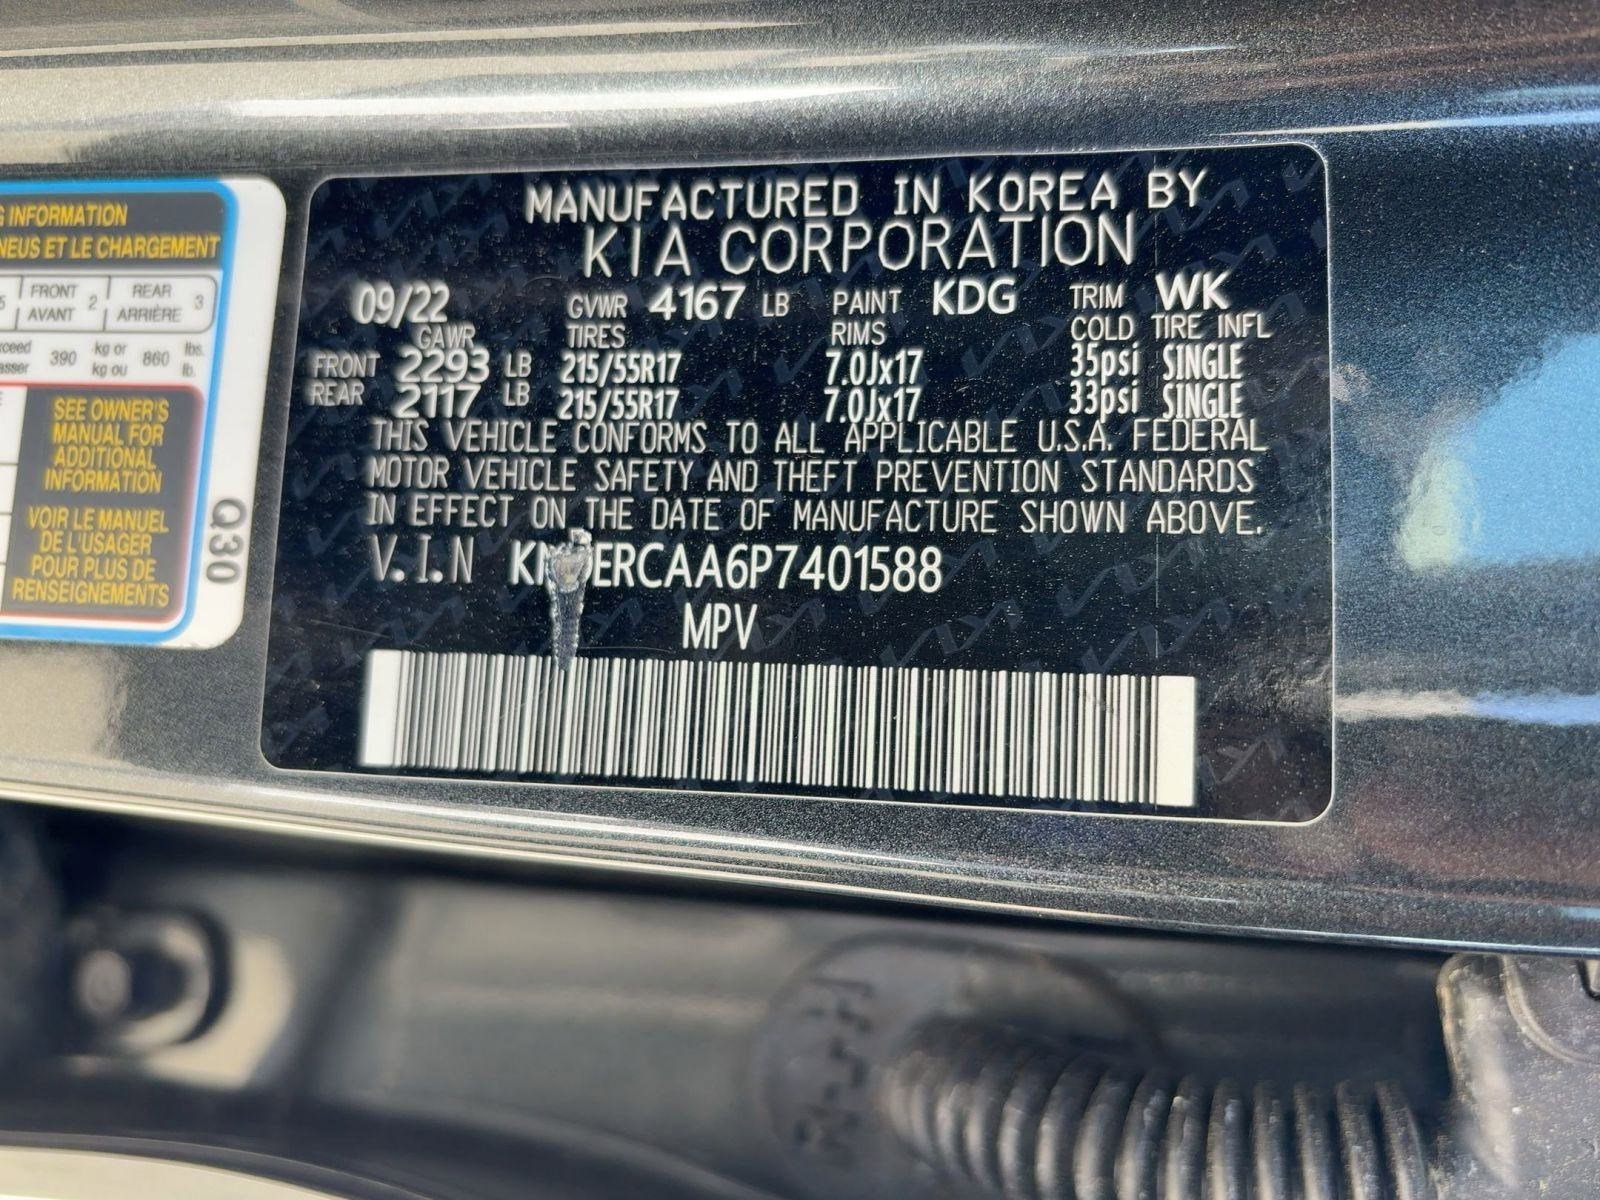 G INFORMATION
NEUS ET LE CHARGEMENT
5 FRONT 2 REAR 3
AVANT ARRIÈRE
kg or lbs.
390 860
kg ou lb.
SEE OWNER'S
MANUAL FOR
ADDITIONAL
INFORMATION
VOIR LE MANUEL
DE L'USAGER
POUR PLUS DE
RENSEIGNEMENTS
Q30
MANUFACTURED IN KOREA BY
KIA CORPORATION
09/22 GVWR 4167 LB PAINT KDG TRIM WK
GAWR TIRES RIMS COLD TIRE INFL
FRONT 2293 LB 215/55R17 7.0Jx17 35psi SINGLE
REAR 2117 LB 215/55R17 7.0Jx17 33psi SINGLE
THIS VEHICLE CONFORMS TO ALL APPLICABLE U.S.A. FEDERAL
MOTOR VEHICLE SAFETY AND THEFT PREVENTION STANDARDS
IN EFFECT ON THE DATE OF MANUFACTURE SHOWN ABOVE.
V.I.N KNDERCAA6P7401588
MPV